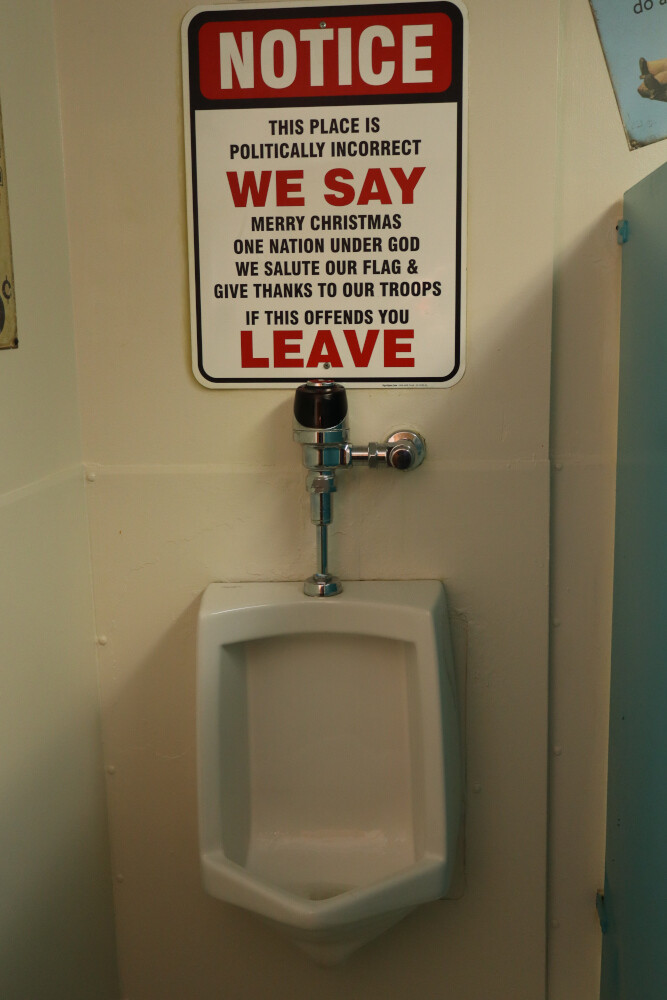 do a
NOTICE
THIS PLACE IS
POLITICALLY INCORRECT
WE SAY
MERRY CHRISTMAS
ONE NATION UNDER GOD
WE SALUTE OUR FLAG &
GIVE THANKS TO OUR TROOPS
IF THIS OFFENDS YOU
LEAVE
¢